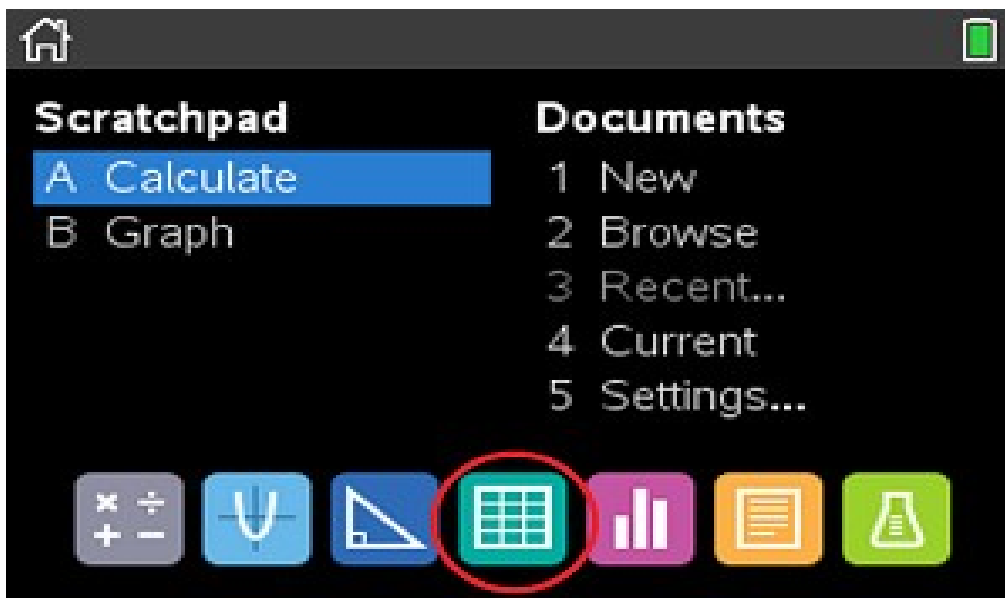 Scratchpad
A Calculate
B Graph
Documents
1 New
2 Browse
3 Recent...
4 Current
5 Settings...